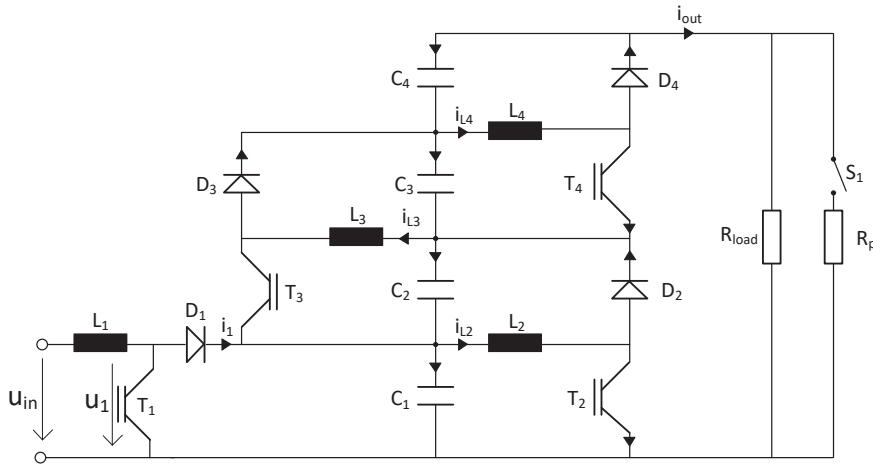 i_out
C₄
D₄
i_L4
L₄
D₃
C₃
T₄
S₁
L₃
i_L3
R_load
R_p
T₃
C₂
D₂
L₁
D₁
i₁
i_L2
L₂
u_in
u₁
T₁
C₁
T₂